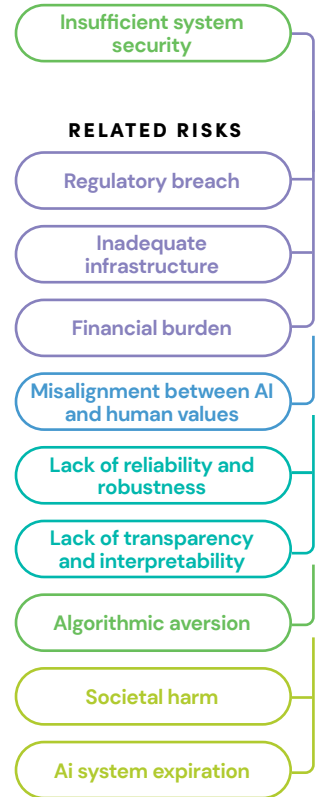 Insufficient system
security
RELATED RISKS
Regulatory breach
Inadequate
infrastructure
Financial burden
Misalignment between AI
and human values
Lack of reliability and
robustness
Lack of transparency
and interpretability
Algorithmic aversion
Societal harm
Ai system expiration